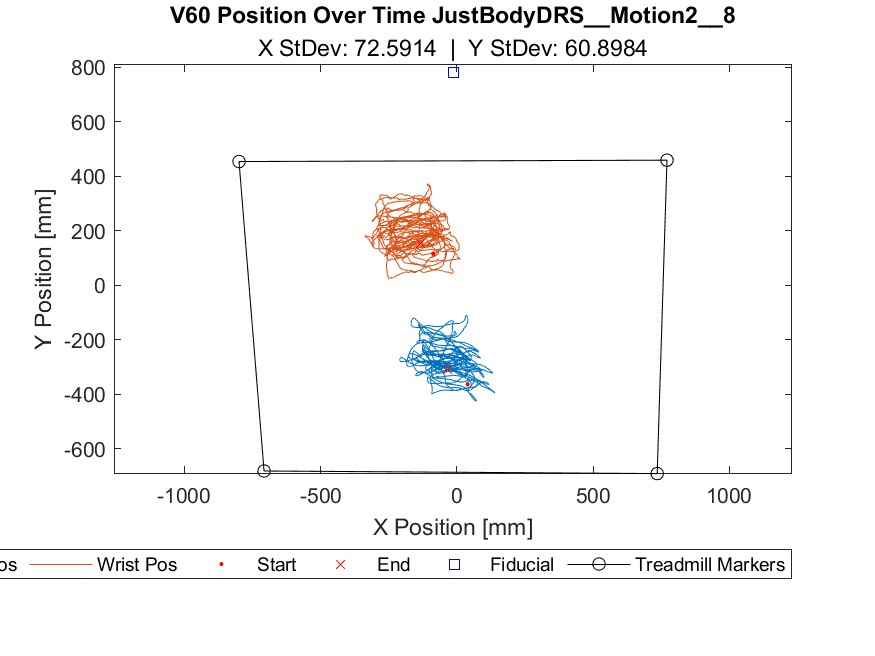 V60 Position Over Time JustBodyDRS__Motion2__8
X StDev: 72.5914 | Y StDev: 60.8984
800
600
400
200
0
-200
-400
-600
Y Position [mm]
-1000 -500 0 500 1000
X Position [mm]
os Wrist Pos Start End Fiducial Treadmill Markers